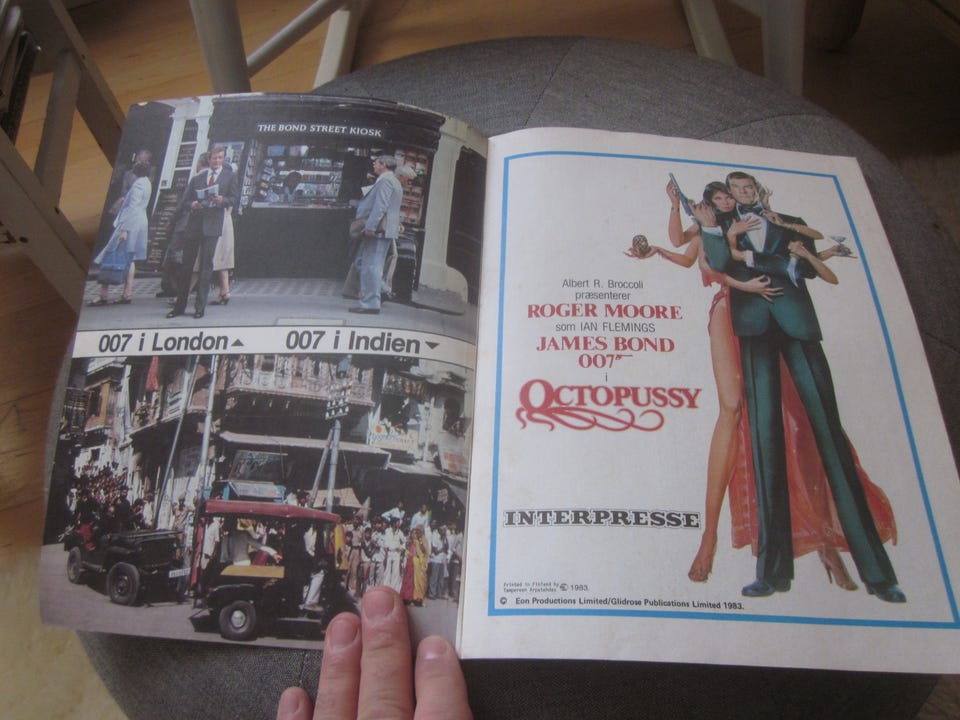 THE BOND STREET KIOSK
007 i London▲ 007 i Indien▼
Albert R. Broccoli
præsenterer
ROGER MOORE
som IAN FLEMINGS
JAMES BOND
007
i
OCTOPUSSY
INTERPRESSE
Printed in Finland by 1983.
Tampereen
© Eon Productions Limited/Glidrose Publications Limited 1983.